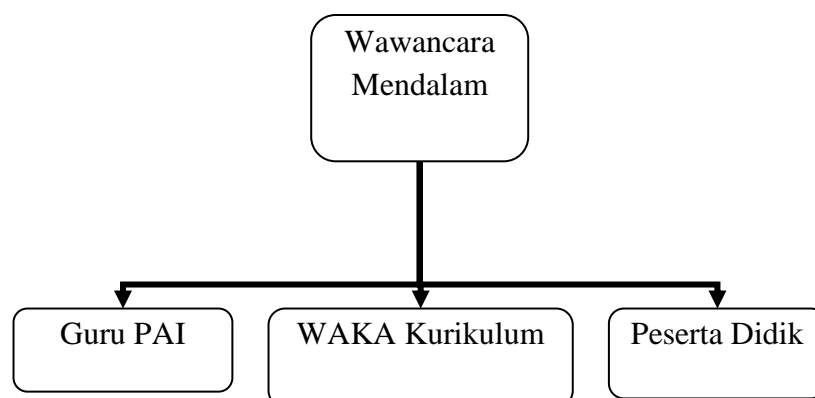 Wawancara
Mendalam
Guru PAI
WAKA Kurikulum
Peserta Didik